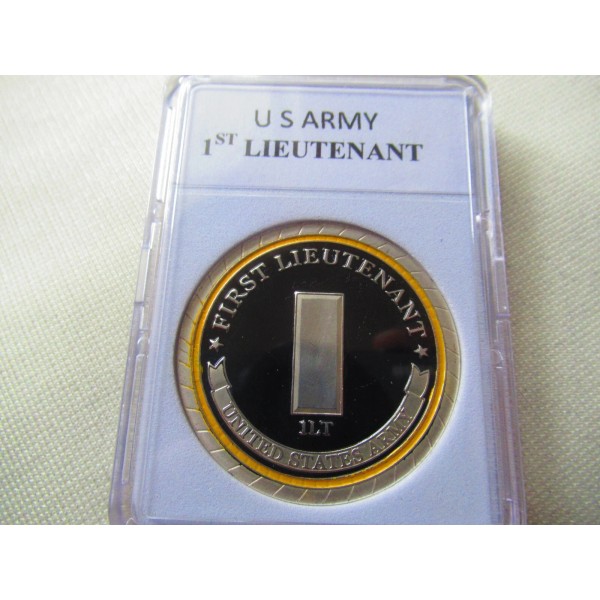 U S ARMY
1ST LIEUTENANT
★ FIRST LIEUTENANT ★
1LT
UNITED STATES ARMY